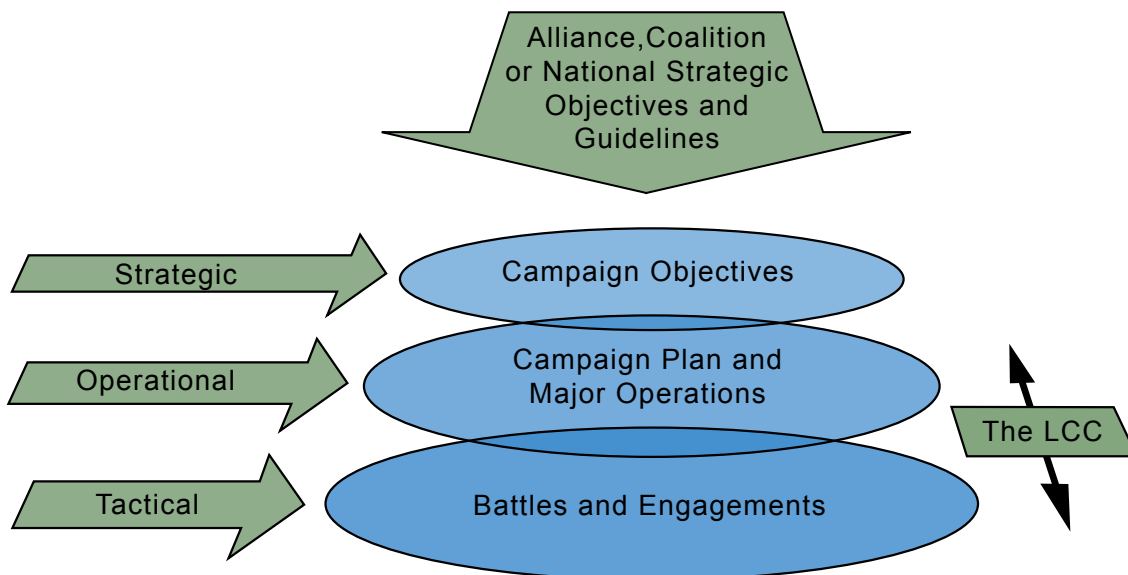 Alliance,Coalition
or National Strategic
Objectives and
Guidelines
Strategic
Campaign Objectives
Operational
Campaign Plan and
Major Operations
The LCC
Tactical
Battles and Engagements